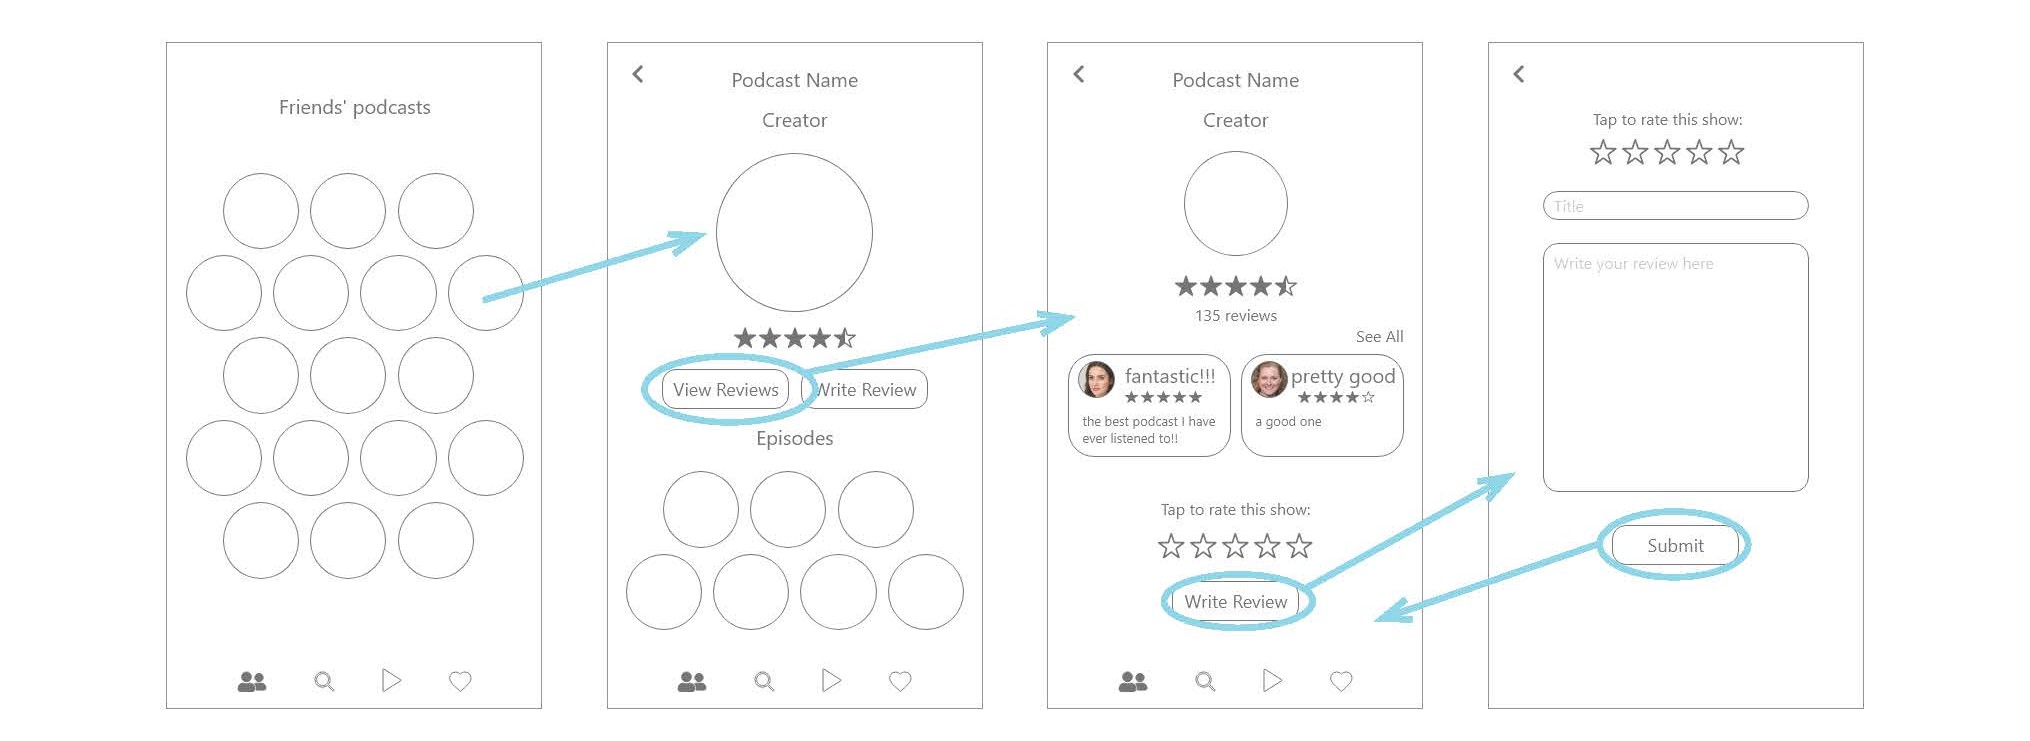 Friends' podcasts
Podcast Name
Creator
View Reviews
Write Review
Episodes
Podcast Name
Creator
135 reviews
See All
fantastic!!!
the best podcast I have
ever listened to!!
pretty good
a good one
Tap to rate this show:
Write Review
Tap to rate this show:
Title
Write your review here
Submit